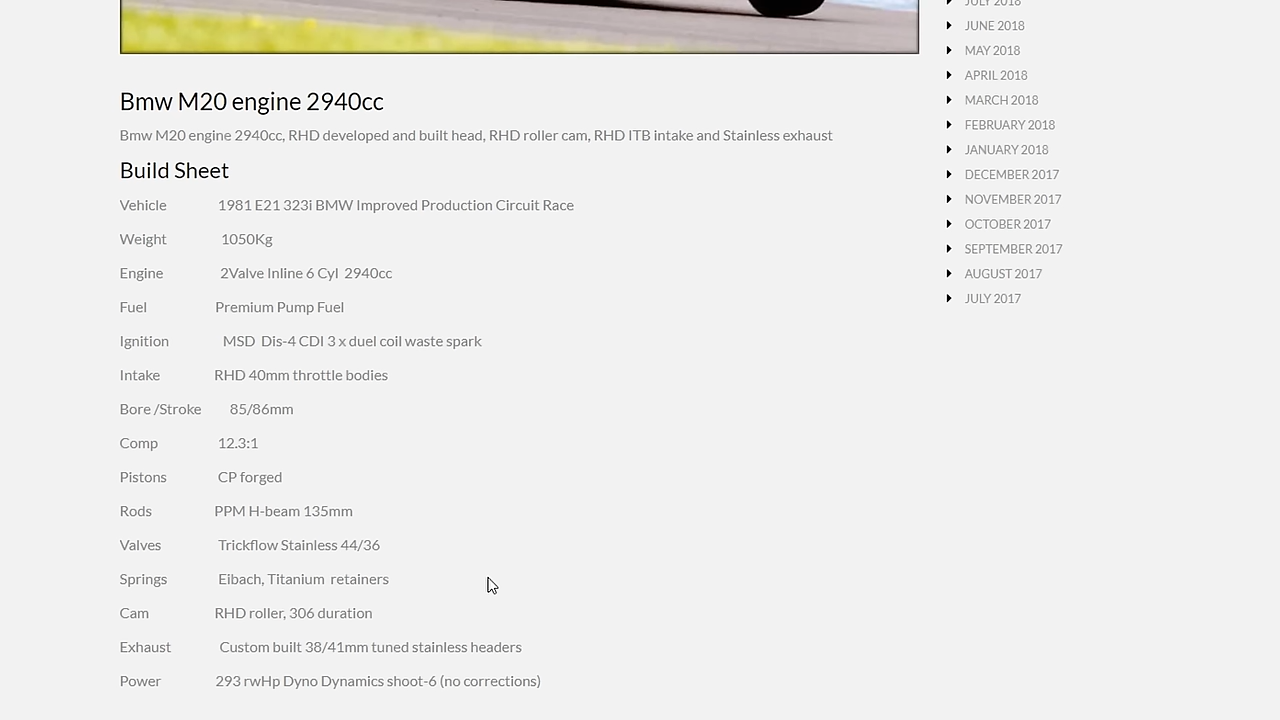 Bmw M20 engine 2940cc
Bmw M20 engine 2940cc, RHD developed and built head, RHD roller cam, RHD ITB intake and Stainless exhaust
Build Sheet
Vehicle 1981 E21 323i BMW Improved Production Circuit Race
Weight 1050Kg
Engine 2Valve Inline 6 Cyl 2940cc
Fuel Premium Pump Fuel
Ignition MSD Dis-4 CDI 3 x duel coil waste spark
Intake RHD 40mm throttle bodies
Bore /Stroke 85/86mm
Comp 12.3:1
Pistons CP forged
Rods PPM H-beam 135mm
Valves Trickflow Stainless 44/36
Springs Eibach, Titanium retainers
Cam RHD roller, 306 duration
Exhaust Custom built 38/41mm tuned stainless headers
Power 293 rwHp Dyno Dynamics shoot-6 (no corrections)
JULY 2018
JUNE 2018
MAY 2018
APRIL 2018
MARCH 2018
FEBRUARY 2018
JANUARY 2018
DECEMBER 2017
NOVEMBER 2017
OCTOBER 2017
SEPTEMBER 2017
AUGUST 2017
JULY 2017